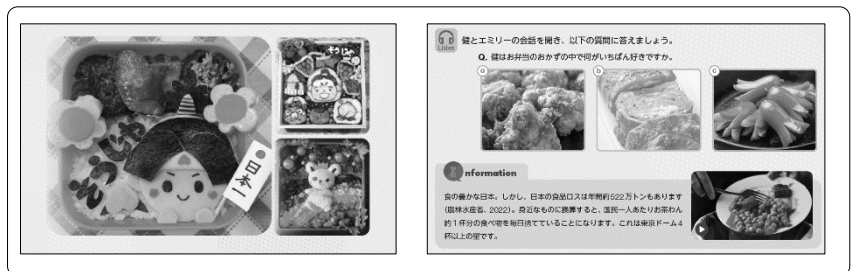 日本一
Listen
健とエミリーの会話を聞き、以下の質問に答えましょう。
Q. 健はお弁当のおかずの中で何がいちばん好きですか。
a
b
c
Information
食の豊かな日本。しかし、日本の食品ロスは年間約522万トンもあります
(農林水産省、2022)。身近なものに換算すると、国民一人あたりお茶わん
約1杯分の食べ物を毎日捨てていることになります。これは東京ドーム4
杯以上の量です。